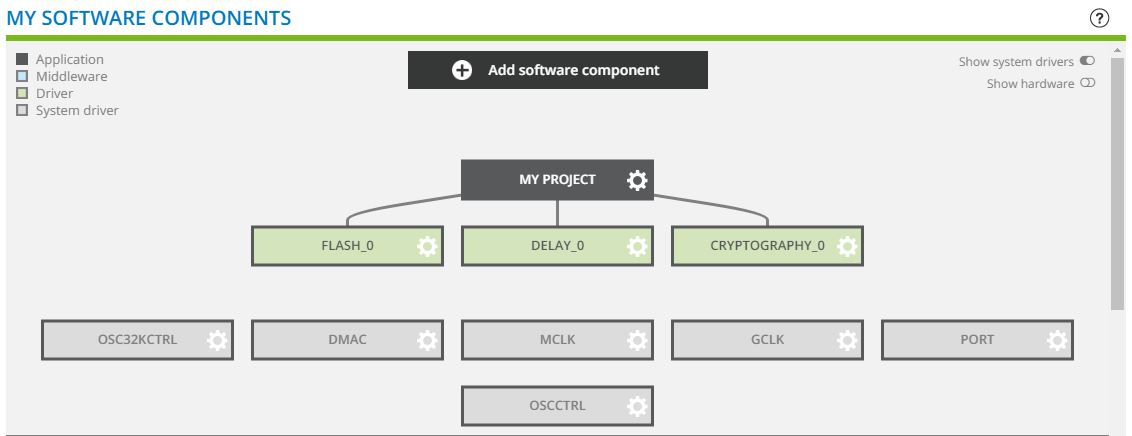 MY SOFTWARE COMPONENTS
?
Application
Middleware
Driver
System driver
Add software component
Show system drivers
Show hardware
MY PROJECT
FLASH_0
DELAY_0
CRYPTOGRAPHY_0
OSC32KCTRL
DMAC
MCLK
GCLK
PORT
OSCCTRL